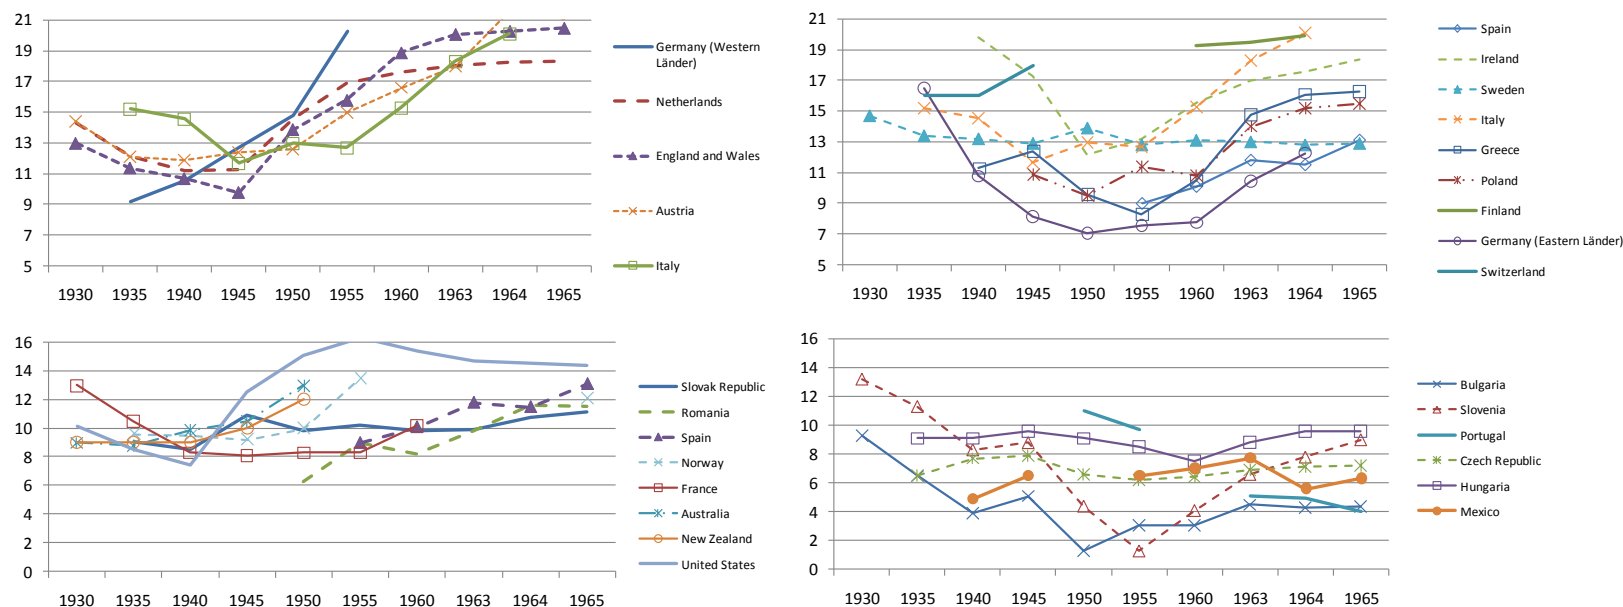 21
19
17
15
13
11
9
7
5
1930 1935 1940 1945 1950 1955 1960 1963 1964 1965
Germany (Western
Länder)
Netherlands
England and Wales
Austria
Italy
21
19
17
15
13
11
9
7
5
1930 1935 1940 1945 1950 1955 1960 1963 1964 1965
Spain
Ireland
Sweden
Italy
Greece
Poland
Finland
Germany (Eastern Länder)
Switzerland
16
14
12
10
8
6
4
2
0
1930 1935 1940 1945 1950 1955 1960 1963 1964 1965
Slovak Republic
Romania
Spain
Norway
France
Australia
New Zealand
United States
16
14
12
10
8
6
4
2
0
1930 1935 1940 1945 1950 1955 1960 1963 1964 1965
Bulgaria
Slovenia
Portugal
Czech Republic
Hungaria
Mexico